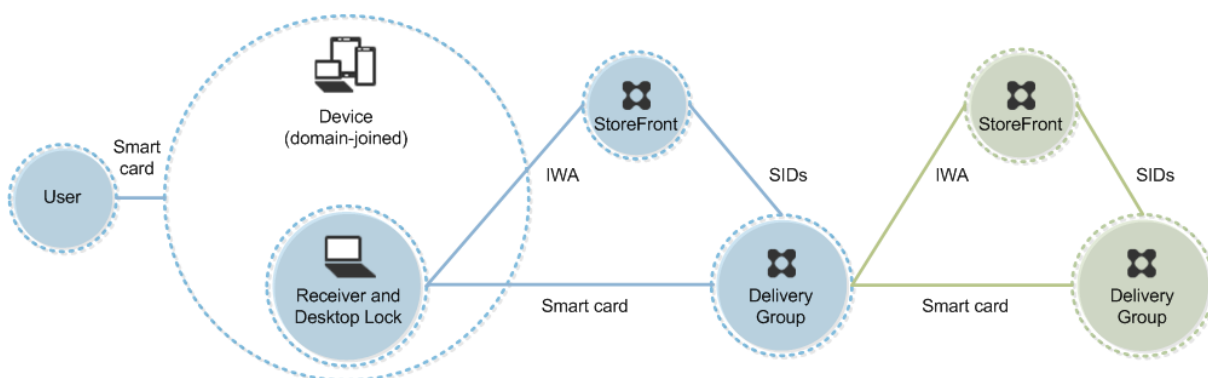 User
Smart
card
Device
(domain-joined)
Receiver and
Desktop Lock
IWA
StoreFront
SIDs
Smart card
Delivery
Group
IWA
StoreFront
SIDs
Smart card
Delivery
Group